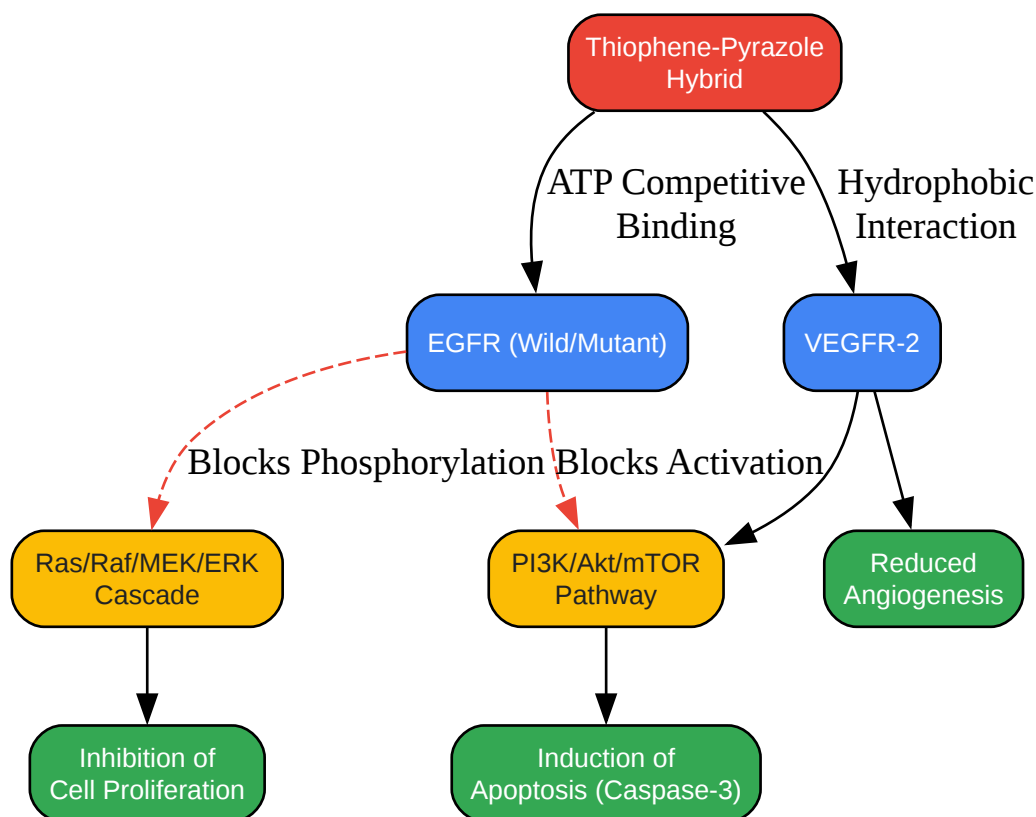 Thiophene-Pyrazole
Hybrid
ATP Competitive
Binding
Hydrophobic
Interaction
EGFR (Wild/Mutant)
VEGFR-2
Blocks Phosphorylation
Blocks Activation
Ras/Raf/MEK/ERK
Cascade
PI3K/Akt/mTOR
Pathway
Reduced
Angiogenesis
Inhibition of
Cell Proliferation
Induction of
Apoptosis (Caspase-3)